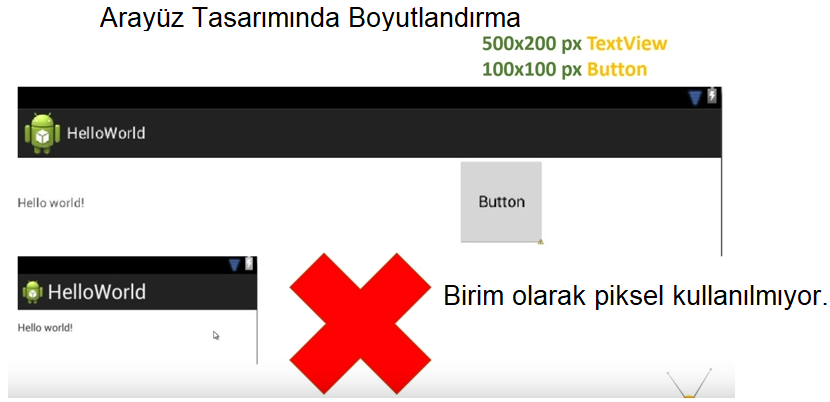 Arayüz Tasarımında Boyutlandırma
500x200 px TextView
100x100 px Button
HelloWorld
Hello world!
Button
HelloWorld
Hello world!
Birim olarak piksel kullanılmıyor.